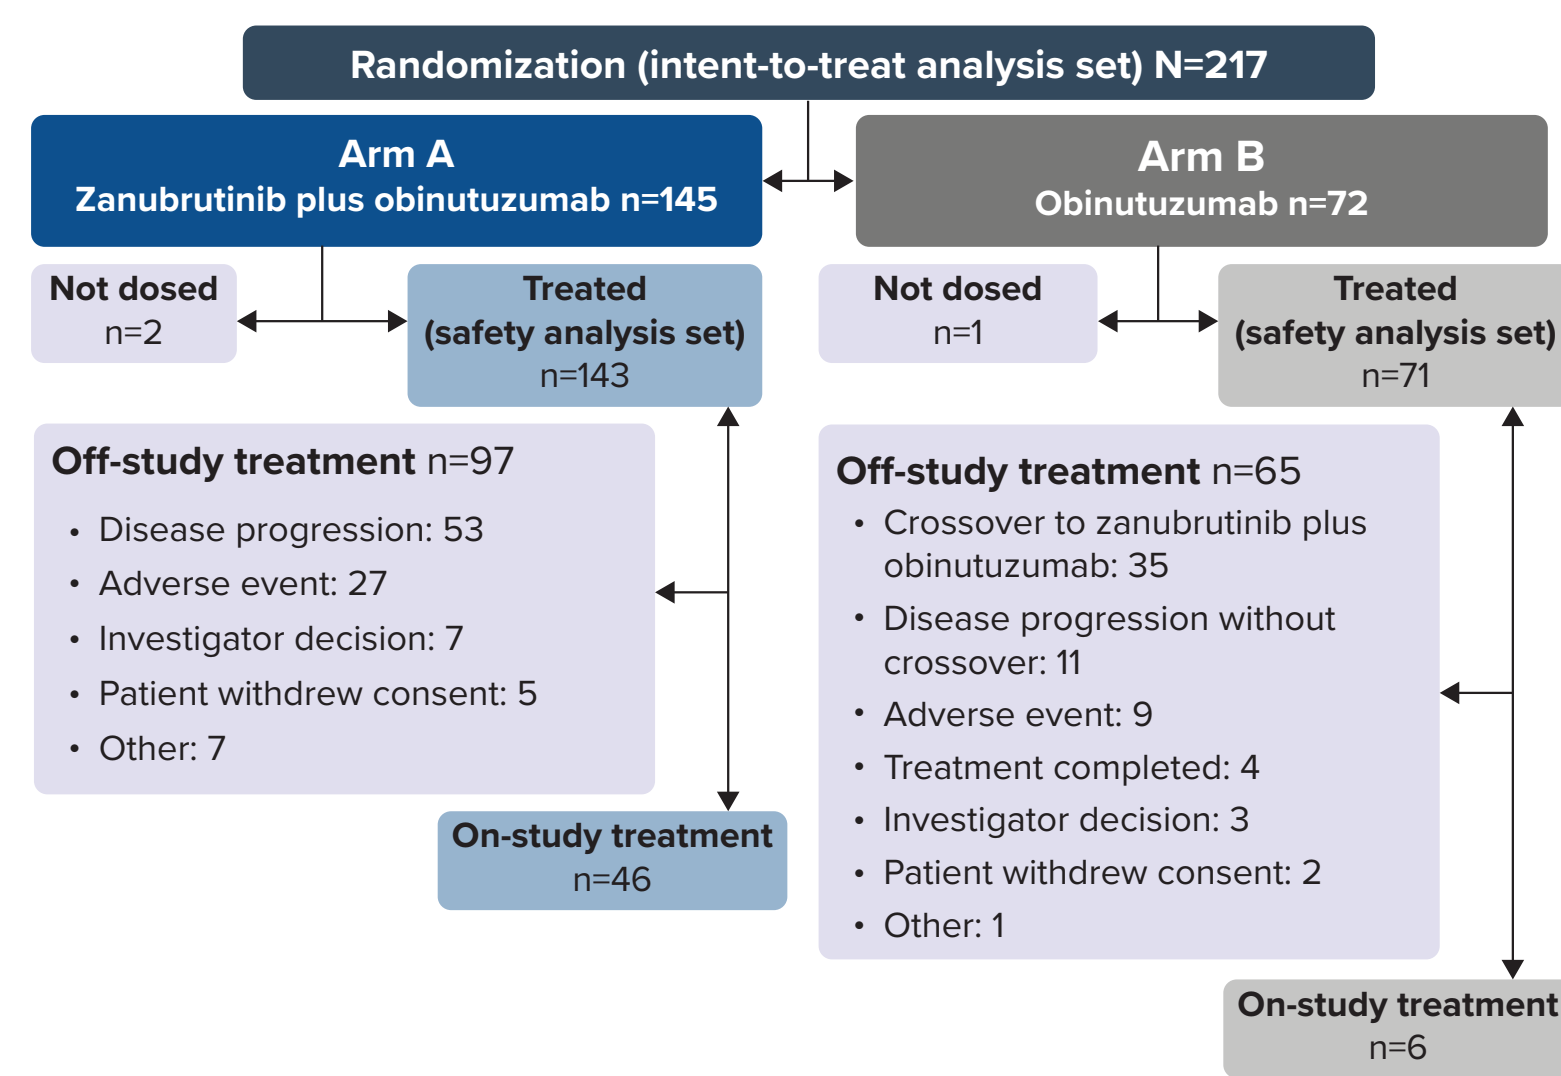 Randomization (intent-to-treat analysis set) N=217
Arm A
Zanubrutinib plus obinutuzumab n=145
Arm B
Obinutuzumab n=72
Not dosed
n=2
Treated
(safety analysis set)
n=143
Not dosed
n=1
Treated
(safety analysis set)
n=71
Off-study treatment n=97
• Disease progression: 53
• Adverse event: 27
• Investigator decision: 7
• Patient withdrew consent: 5
• Other: 7
On-study treatment
n=46
Off-study treatment n=65
• Crossover to zanubrutinib plus
obinutuzumab: 35
• Disease progression without
crossover: 11
• Adverse event: 9
• Treatment completed: 4
• Investigator decision: 3
• Patient withdrew consent: 2
• Other: 1
On-study treatment
n=6